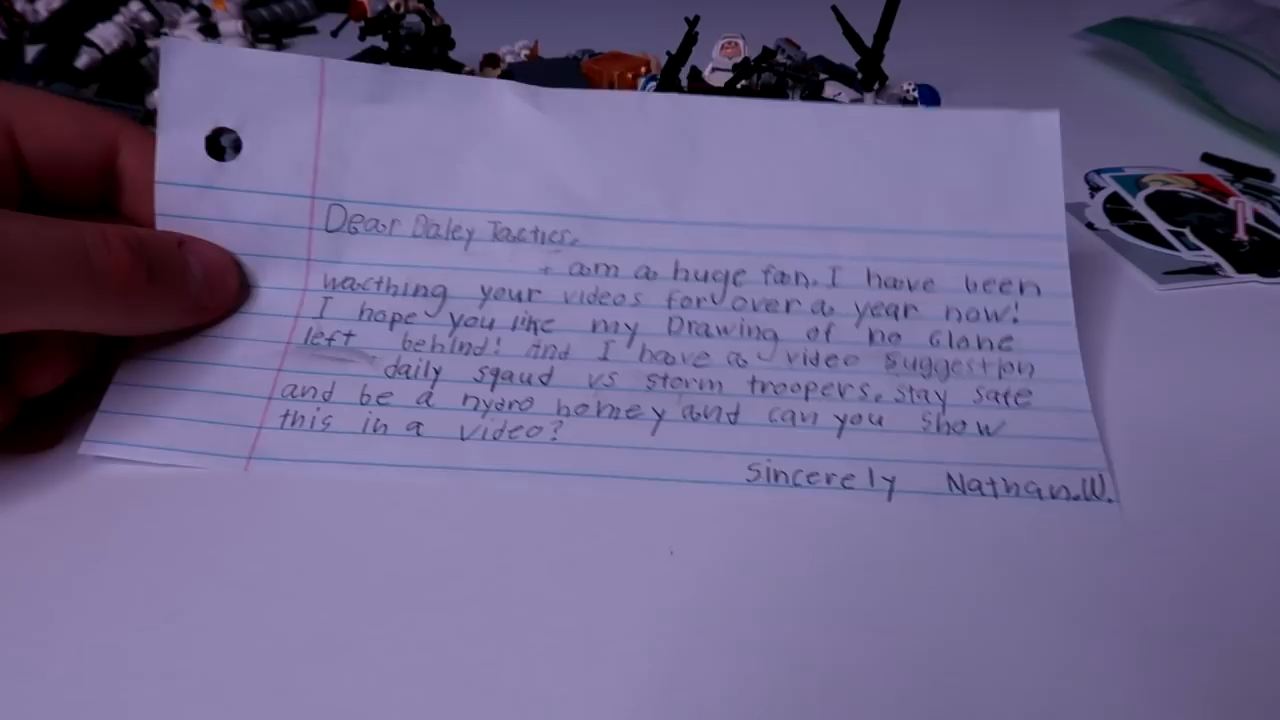 Dear Daley Tactics.
I am a huge fan. I have been
wacthing your videos for over a year now!
I hope you like my Drawing of no Clone
left behind! And I have a video suggestion
daily sqaud vs storm troopers. stay safe
and be a hydro homey and can you show
this in a video?
Sincerely Nathan.W.